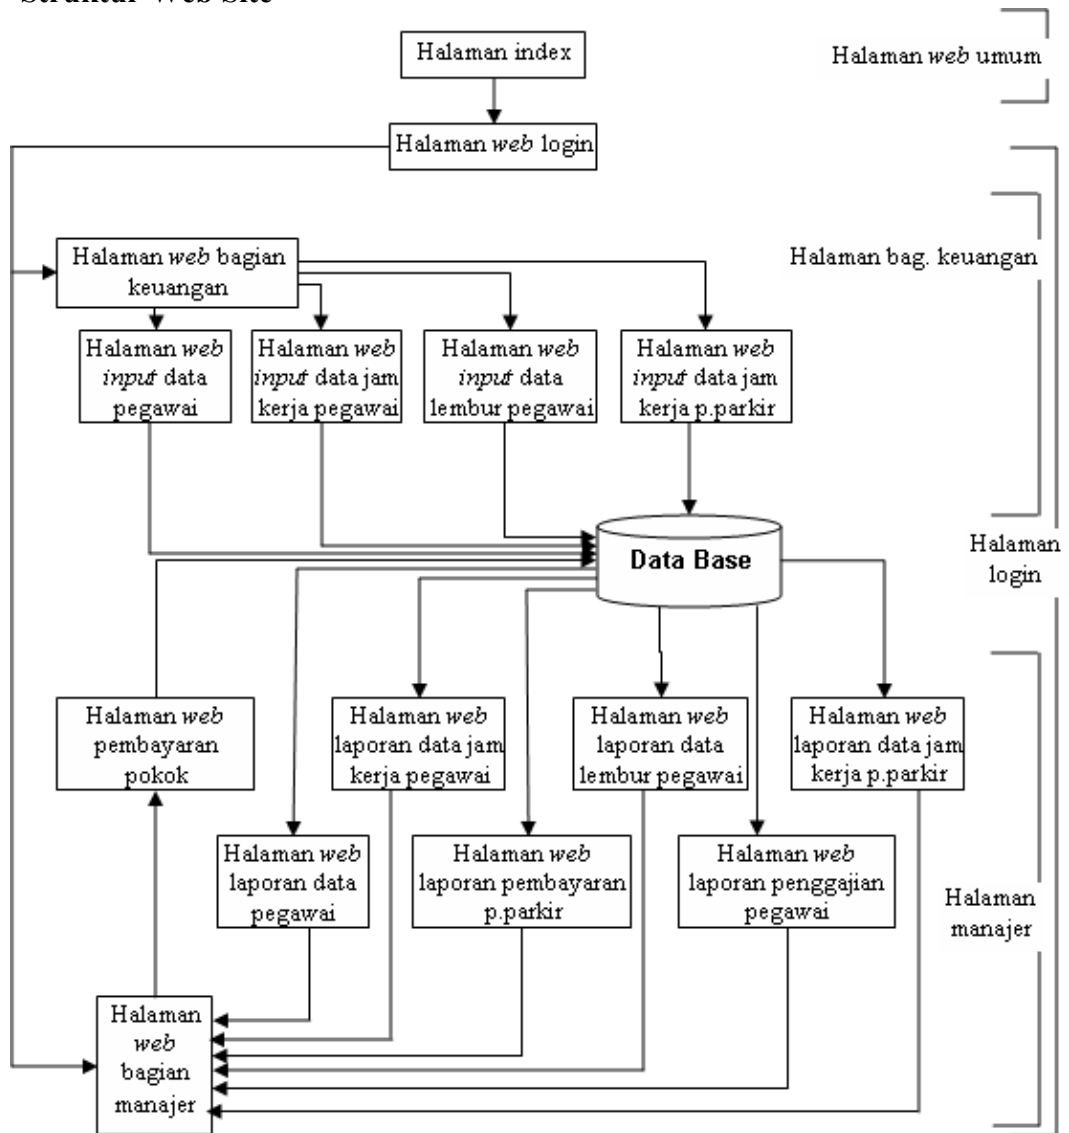 Struktur Web Site
Halaman index
Halaman web umum
Halaman web login
Halaman web bagian
keuangan
Halaman bag. keuangan
Halaman web
input data
pegawai
Halaman web
input data jam
kerja pegawai
Halaman web
input data
lembur pegawai
Halaman web
input data jam
kerja p.parkir
Data Base
Halaman
login
Halaman web
pembayaran
pokok
Halaman web
laporan data jam
kerja pegawai
Halaman web
laporan data
lembur pegawai
Halaman web
laporan data jam
kerja p.parkir
Halaman web
laporan data
pegawai
Halaman web
laporan pembayaran
p.parkir
Halaman web
laporan penggajian
pegawai
Halaman
manajer
Halaman
web
bagian
manajer